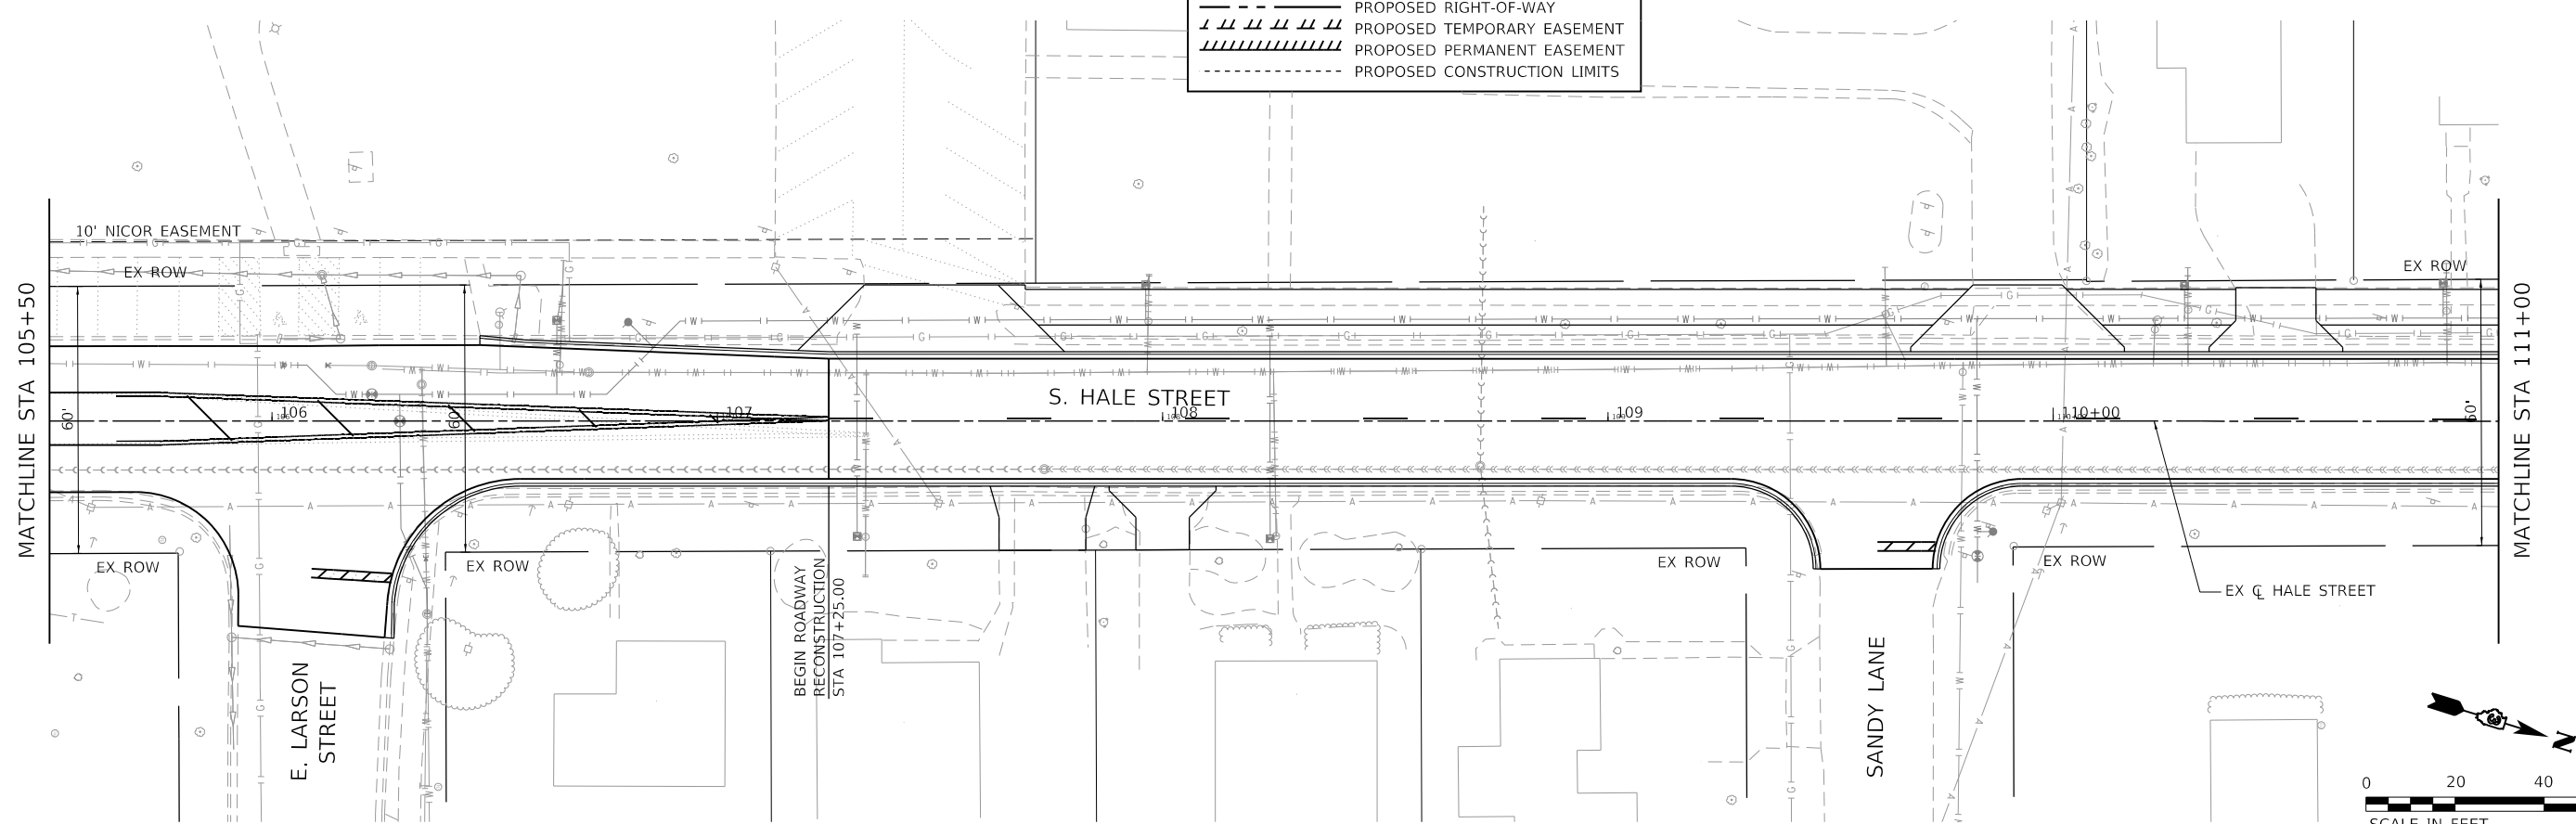 PROPOSED RIGHT-OF-WAY
PROPOSED TEMPORARY EASEMENT
PROPOSED PERMANENT EASEMENT
PROPOSED CONSTRUCTION LIMITS
10' NICOR EASEMENT
EX ROW
EX ROW
MATCHLINE STA 105+50
60'
60'
106
107
S. HALE STREET
108
109
110+00
60'
MATCHLINE STA 111+00
EX ROW
EX ROW
EX ROW
EX ROW
EX ℄ HALE STREET
BEGIN ROADWAY
RECONSTRUCTION
STA 107+25.00
E. LARSON
STREET
SANDY LANE
N
0 20 40
SCALE IN FEET